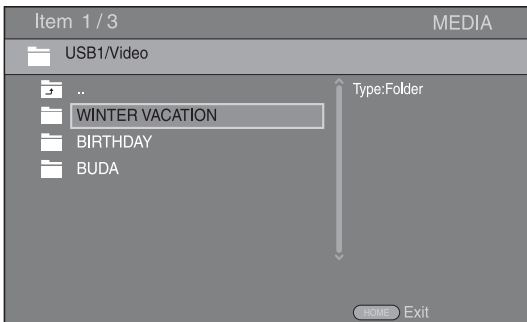 Item 1/3 MEDIA
USB1/Video
..
Type:Folder
WINTER VACATION
BIRTHDAY
BUDA
HOME Exit